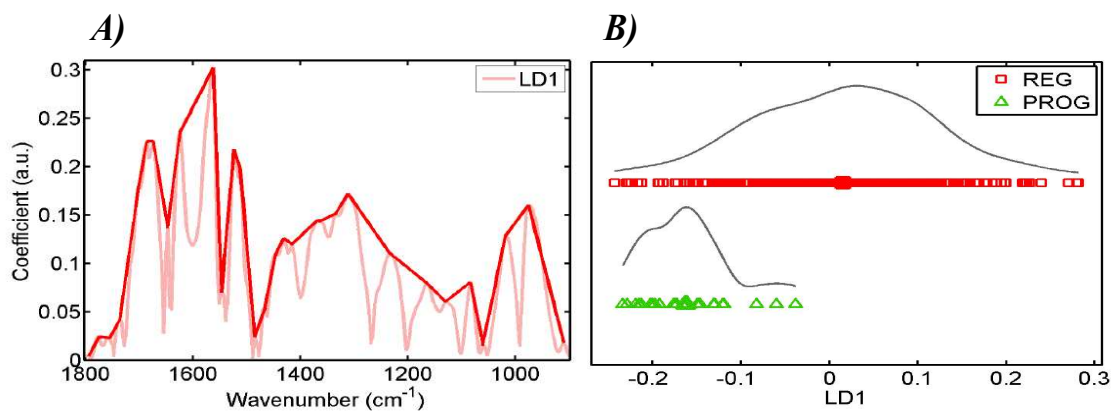 A)
0.3
0.25
0.2
0.15
0.1
0.05
0
Coefficient (a.u.)
LD1
1800 1600 1400 1200 1000
Wavenumber (cm⁻¹)
B)
REG
PROG
-0.2 -0.1 0 0.1 0.2 0.3
LD1